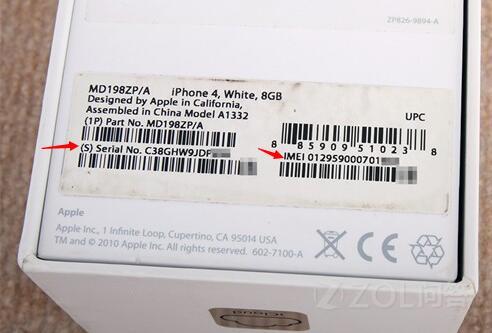 ZP826-9894-A
MD198ZP/A iPhone 4, White, 8GB
Designed by Apple in California,
Assembled in China Model A1332
(1P) Part No. MD198ZP/A
UPC
8 85909 51023 8
(S) Serial No. C38GHW9JDF
IMEI 012959000701
Apple
Apple Inc., 1 Infinite Loop, Cupertino, CA 95014 USA
TM and © 2010 Apple Inc. All rights reserved. 602-7100-A
iCloud
ZOL问答